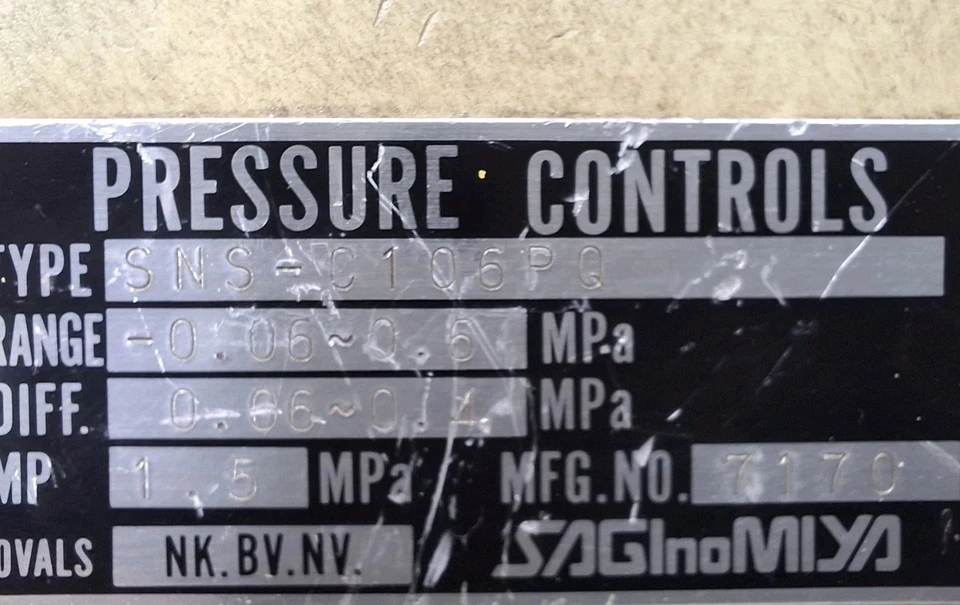 PRESSURE CONTROLS
TYPE SNS-C106PQ
RANGE -0.06~0.5 MPa
DIFF. 0.06~0.4 MPa
MP 1.5 MPa MFG.NO. 7170
OVALS NK.BV.NV. SAGInoMIYA